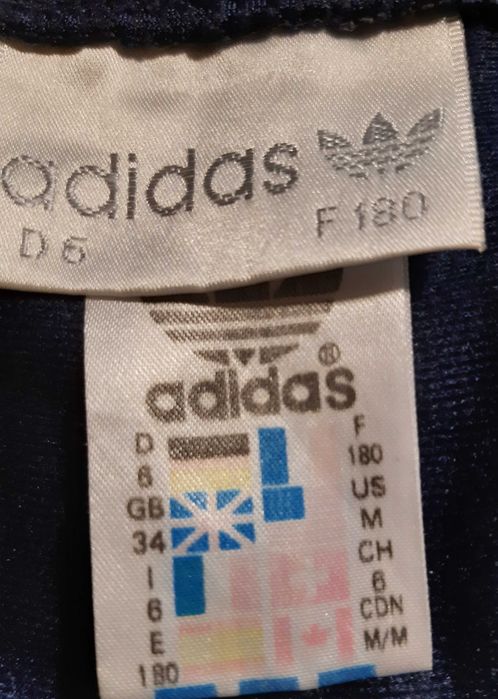 adidas
D 6 F 180
adidas®
D F
6 180
GB US
34 M
I CH
6 6
E CDN
180 M/M